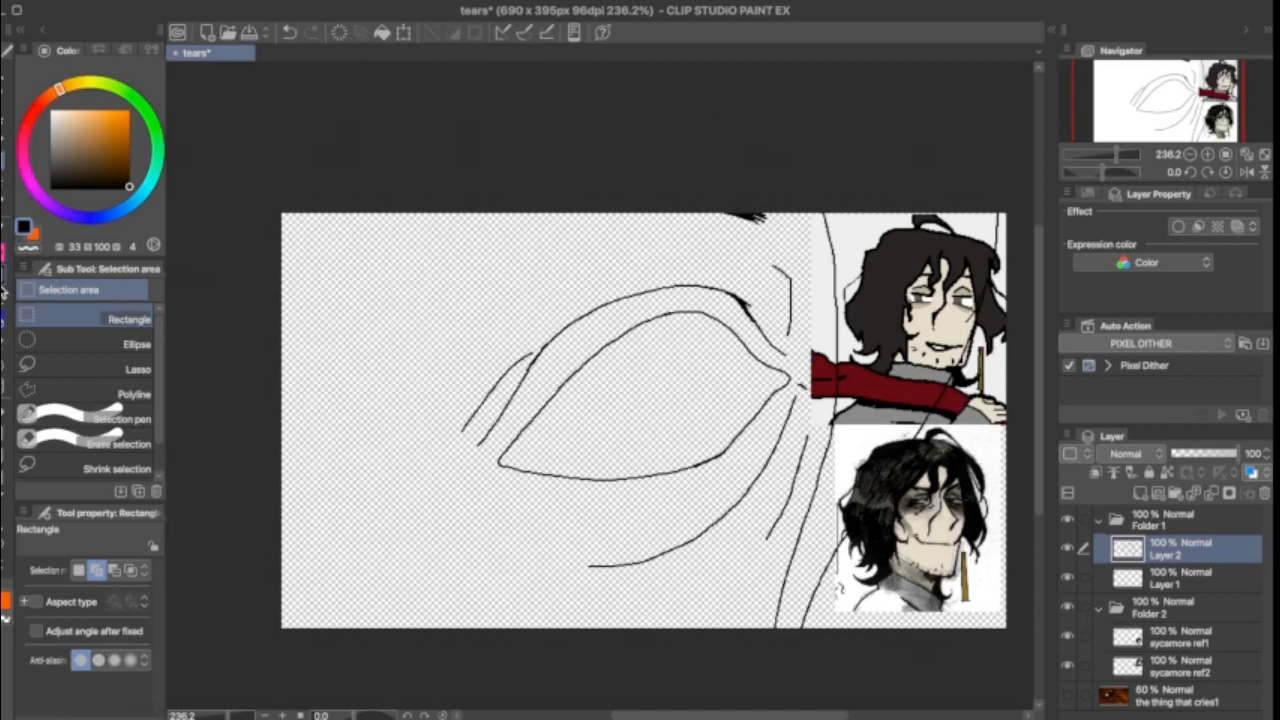 tears* (690 x 395px 96dpi 236.2%) - CLIP STUDIO PAINT EX
Color
tears*
Navigator
236.2
0.0
Layer Property
Effect
Expression color
Color
33 100 4
Sub Tool: Selection area
Selection area
Rectangle
Ellipse
Lasso
Polyline
Selection pen
Erase selection
Shrink selection
Auto Action
PIXEL DITHER
Pixel Dither
Layer
Normal 100
100 % Normal
Folder 1
100 % Normal
Layer 2
100 % Normal
Layer 1
100 % Normal
Folder 2
100 % Normal
sycamore ref1
100 % Normal
sycamore ref2
60 % Normal
the thing that cries1
Tool property: Rectang
Rectangle
Selection m
Aspect type
Adjust angle after fixed
Anti-aliasin
236.2 0.0